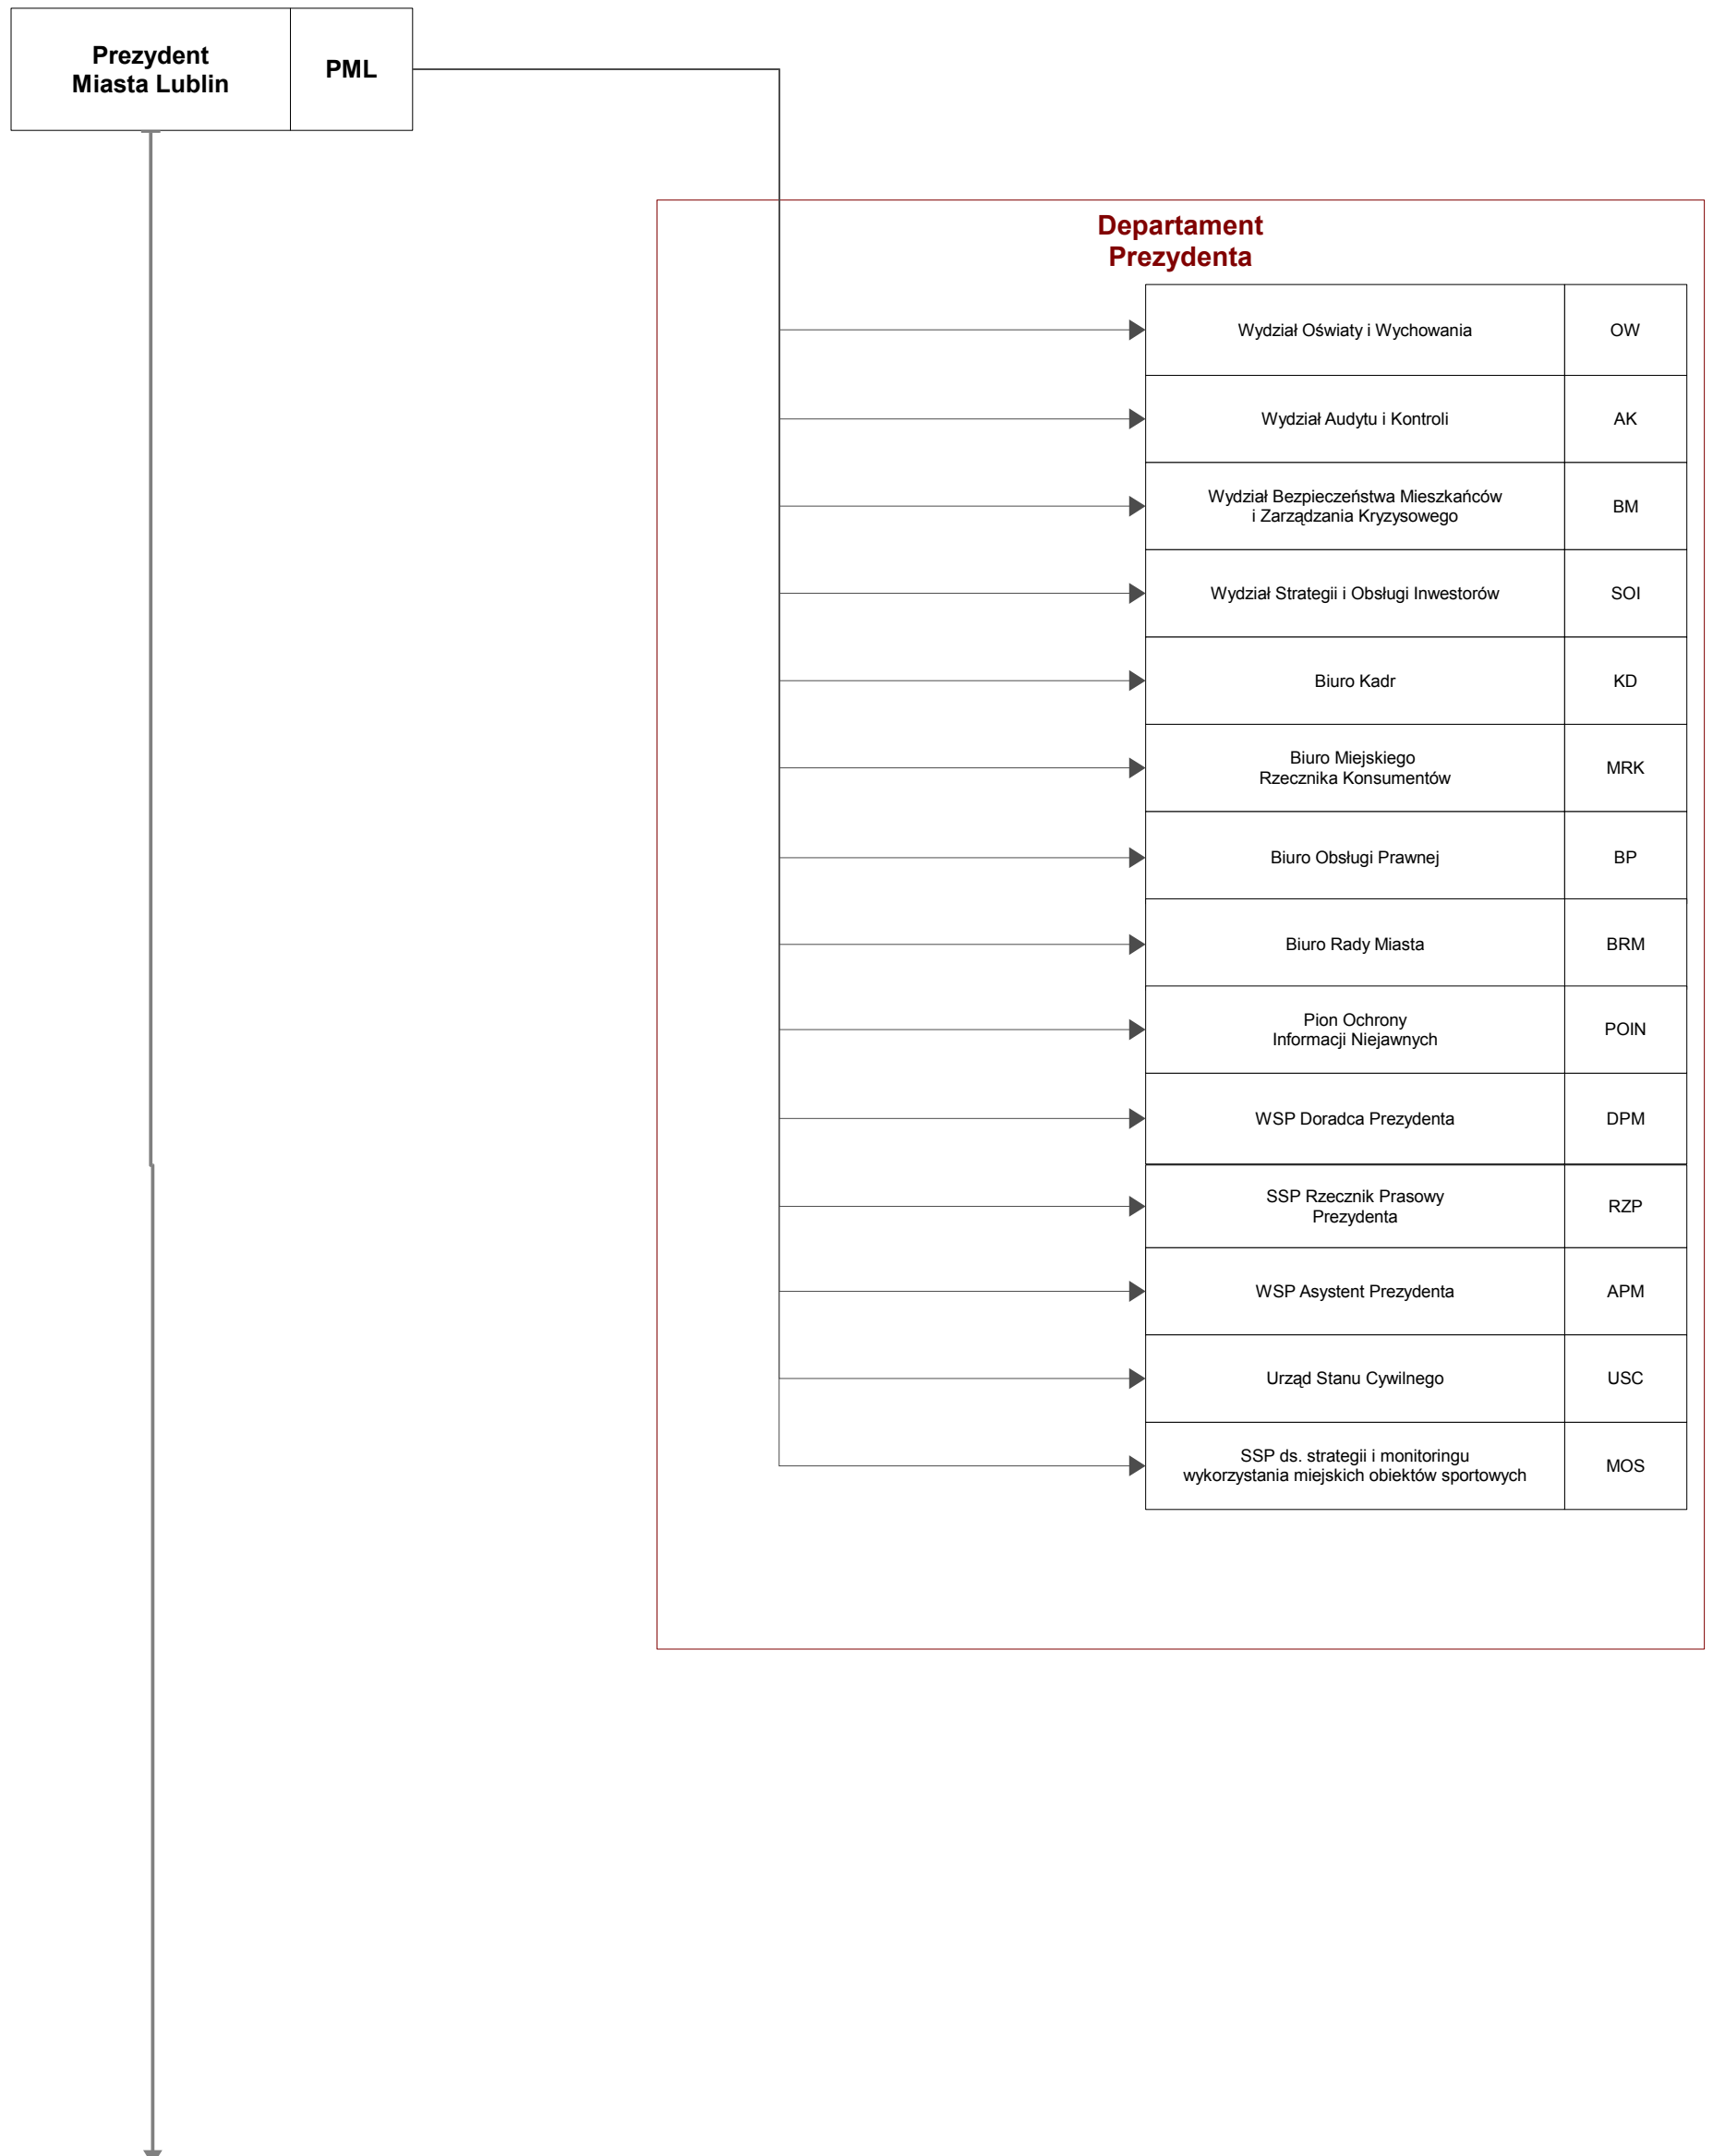 Prezydent
Miasta Lublin
PML
Departament
Prezydenta
Wydział Oświaty i Wychowania
OW
Wydział Audytu i Kontroli
AK
Wydział Bezpieczeństwa Mieszkańców
i Zarządzania Kryzysowego
BM
Wydział Strategii i Obsługi Inwestorów
SOI
Biuro Kadr
KD
Biuro Miejskiego
Rzecznika Konsumentów
MRK
Biuro Obsługi Prawnej
BP
Biuro Rady Miasta
BRM
Pion Ochrony
Informacji Niejawnych
POIN
WSP Doradca Prezydenta
DPM
SSP Rzecznik Prasowy
Prezydenta
RZP
WSP Asystent Prezydenta
APM
Urząd Stanu Cywilnego
USC
SSP ds. strategii i monitoringu
wykorzystania miejskich obiektów sportowych
MOS